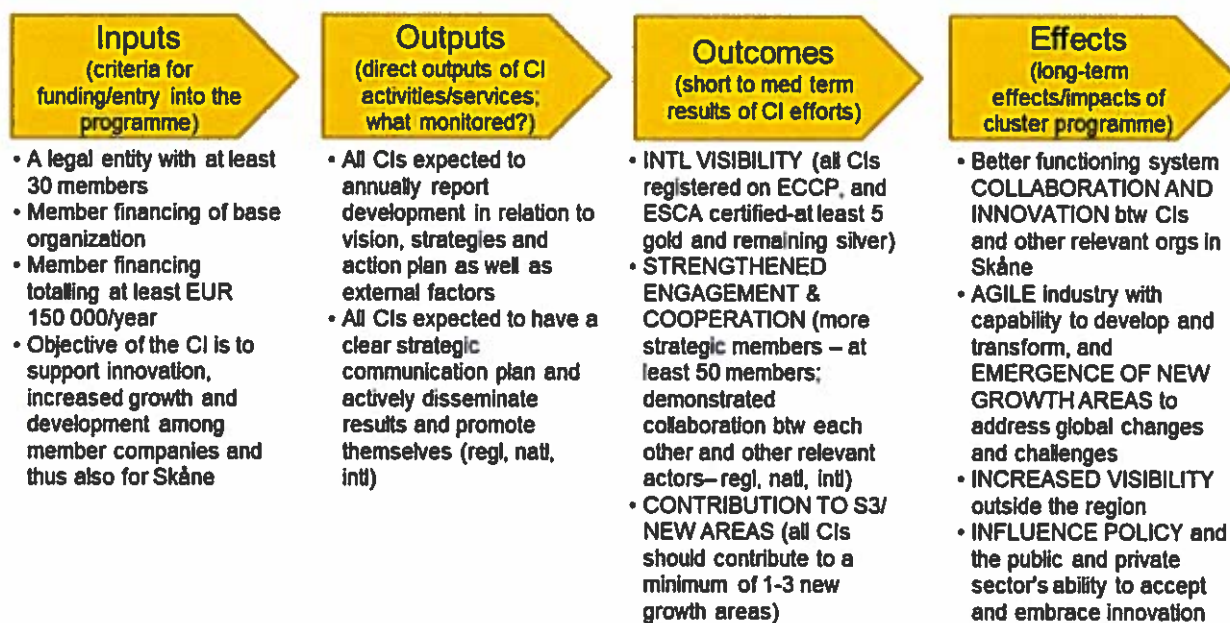 Inputs
(criteria for
funding/entry into the
programme)
• A legal entity with at least
30 members
• Member financing of base
organization
• Member financing
totalling at least EUR
150 000/year
• Objective of the CI is to
support innovation,
increased growth and
development among
member companies and
thus also for Skåne
Outputs
(direct outputs of CI
activities/services;
what monitored?)
• All CIs expected to
annually report
development in relation to
vision, strategies and
action plan as well as
external factors
• All CIs expected to have a
clear strategic
communication plan and
actively disseminate
results and promote
themselves (regl, natl,
intl)
Outcomes
(short to med term
results of CI efforts)
• INTL VISIBILITY (all CIs
registered on ECCP, and
ESCA certified-at least 5
gold and remaining silver)
• STRENGTHENED
ENGAGEMENT &
COOPERATION (more
strategic members – at
least 50 members;
demonstrated
collaboration btw each
other and other relevant
actors– regl, natl, intl)
• CONTRIBUTION TO S3/
NEW AREAS (all CIs
should contribute to a
minimum of 1-3 new
growth areas)
Effects
(long-term
effects/impacts of
cluster programme)
• Better functioning system
COLLABORATION AND
INNOVATION btw CIs
and other relevant orgs in
Skåne
• AGILE industry with
capability to develop and
transform, and
EMERGENCE OF NEW
GROWTH AREAS to
address global changes
and challenges
• INCREASED VISIBILITY
outside the region
• INFLUENCE POLICY and
the public and private
sector's ability to accept
and embrace innovation